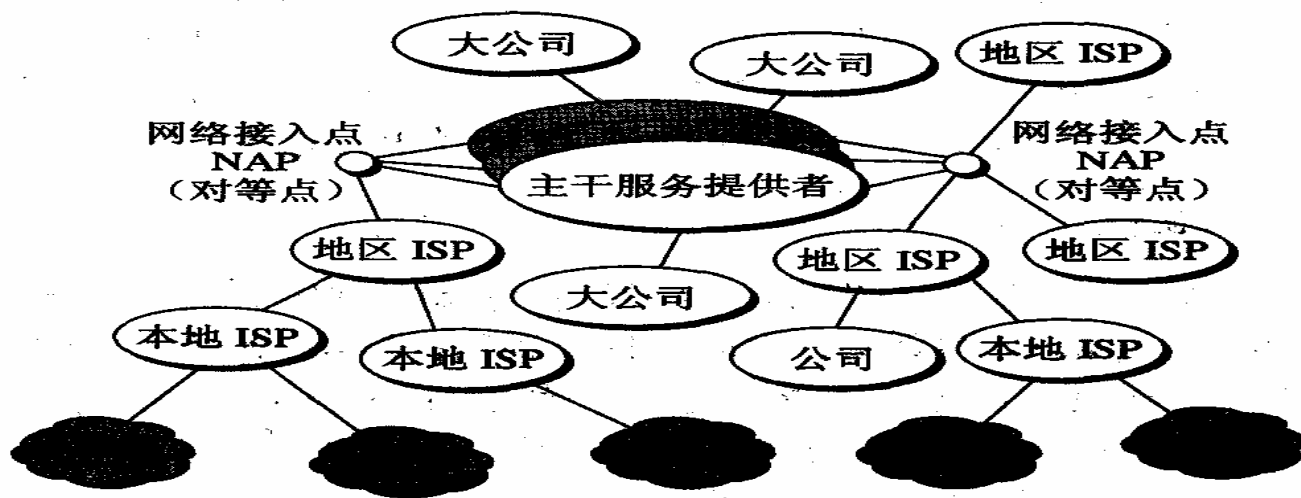 大公司
大公司
地区 ISP
网络接入点
NAP
（对等点）
网络接入点
NAP
（对等点）
主干服务提供者
地区 ISP
地区 ISP
地区 ISP
大公司
本地 ISP
本地 ISP
公司
本地 ISP